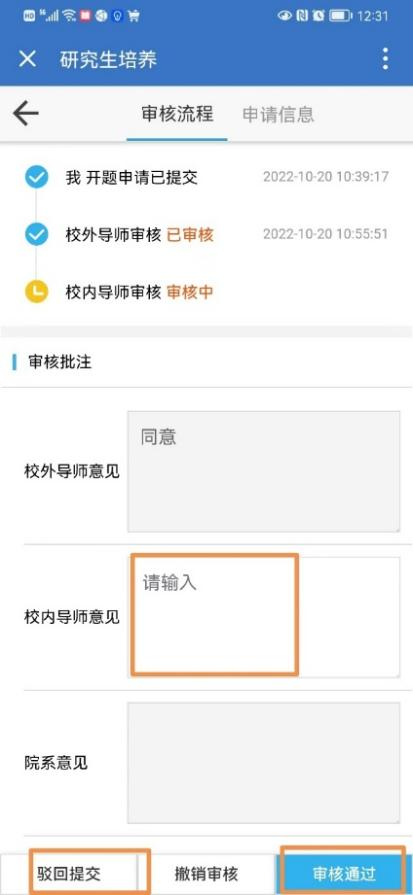 12:31
研究生培养
审核流程 申请信息
我 开题申请已提交 2022-10-20 10:39:17
校外导师审核 已审核 2022-10-20 10:55:51
校内导师审核 审核中
审核批注
校外导师意见 同意
校内导师意见 请输入
院系意见
驳回提交 撤销审核 审核通过